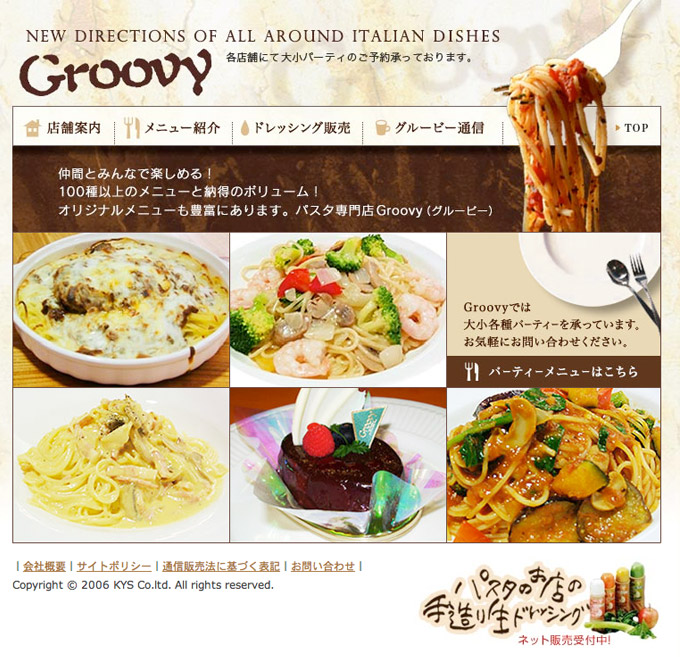 NEW DIRECTIONS OF ALL AROUND ITALIAN DISHES
Groovy
各店舗にて大小パーティのご予約承っております。
店舗案内
メニュー紹介
ドレッシング販売
グルービー通信
TOP
仲間とみんなで楽しめる！
100種以上のメニューと納得のボリューム！
オリジナルメニューも豊富にあります。パスタ専門店Groovy（グルービー）
Groovyでは
大小各種パーティーを承っています。
お気軽にお問い合わせください。
パーティーメニューはこちら
Groovy
| 会社概要 | サイトポリシー | 通信販売法に基づく表記 | お問い合わせ |
Copyright © 2006 KYS Co.ltd. All rights reserved.
パスタのお店の
手造り生ドレッシング
ネット販売受付中!